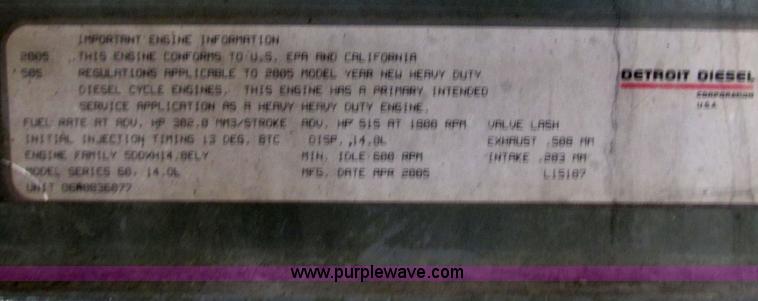 IMPORTANT ENGINE INFORMATION
2005 THIS ENGINE CONFORMS TO U.S. EPA AND CALIFORNIA
505 REGULATIONS APPLICABLE TO 2005 MODEL YEAR NEW HEAVY DUTY
DIESEL CYCLE ENGINES. THIS ENGINE HAS A PRIMARY INTENDED
SERVICE APPLICATION AS A HEAVY HEAVY DUTY ENGINE.
DETROIT DIESEL
CORPORATION
USA
FUEL RATE AT ADV. HP 382.0 MM3/STROKE ADV. HP 515 AT 1800 RPM VALVE LASH
INITIAL INJECTION TIMING 13 DEG. BTC DISP. 14.0L EXHAUST .508 MM
ENGINE FAMILY 5DDXH14.0ELY MIN. IDLE 600 RPM INTAKE .203 MM
MODEL SERIES 60, 14.0L MFG. DATE APR 2005 L15187
UNIT 06R0836077
www.purplewave.com